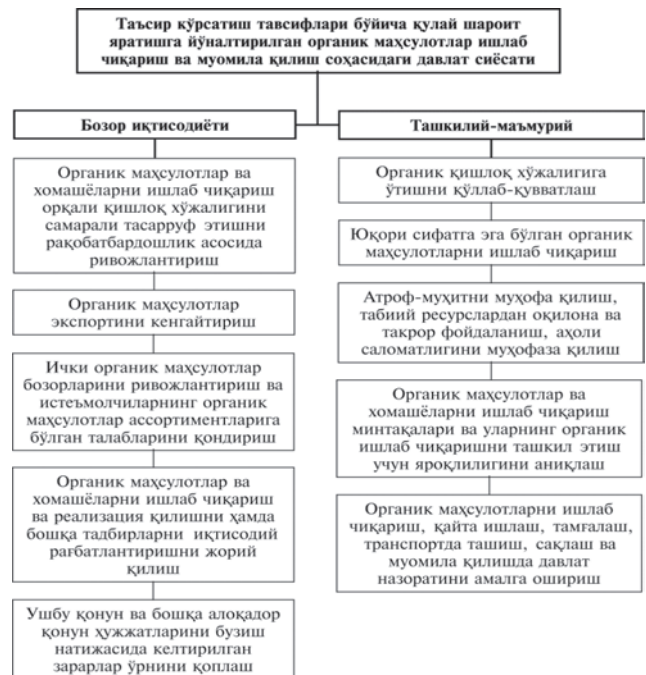 Таъсир кўрсатиш тавсифлари бўйича қулай шароит
яратишга йўналтирилган органик маҳсулотлар ишлаб
чиқариш ва муомила қилиш соҳасидаги давлат сиёсати
Бозор иқтисодиёти
Органик маҳсулотлар ва
хомашёларни ишлаб чиқариш
орқали қишлоқ хўжалигини
самарали тасарруф этишни
рақобатбардошлик асосида
ривожлантириш
Органик маҳсулотлар
экспортини кенгайтириш
Ички органик маҳсулотлар
бозорларини ривожлантириш ва
истеъмолчиларнинг органик
маҳсулотлар ассортиментларига
бўлган талабларини қондириш
Органик маҳсулотлар ва
хомашёларни ишлаб чиқариш
ва реализация қилишни ҳамда
бошқа тадбирларни иқтисодий
рағбатлантиришни жорий
қилиш
Ушбу қонун ва бошқа алоқадор
қонун ҳужжатларини бузиш
натижасида келтирилган
зарарлар ўрнини қоплаш
Ташкилий-маъмурий
Органик қишлоқ хўжалигига
ўтишни қўллаб-қувватлаш
Юқори сифатга эга бўлган органик
маҳсулотларни ишлаб чиқариш
Атроф-муҳитни муҳофа қилиш,
табиий ресурслардан оқилона ва
такрор фойдаланиш, аҳоли
саломатлигини муҳофаза қилиш
Органик маҳсулотлар ва
хомашёларни ишлаб чиқариш
минтақалари ва уларнинг органик
ишлаб чиқаришни ташкил этиш
учун яроқлилигини аниқлаш
Органик маҳсулотларни ишлаб
чиқариш, қайта ишлаш, тамғалаш,
транспортда ташиш, сақлаш ва
муомила қилишда давлат
назоратини амалга ошириш